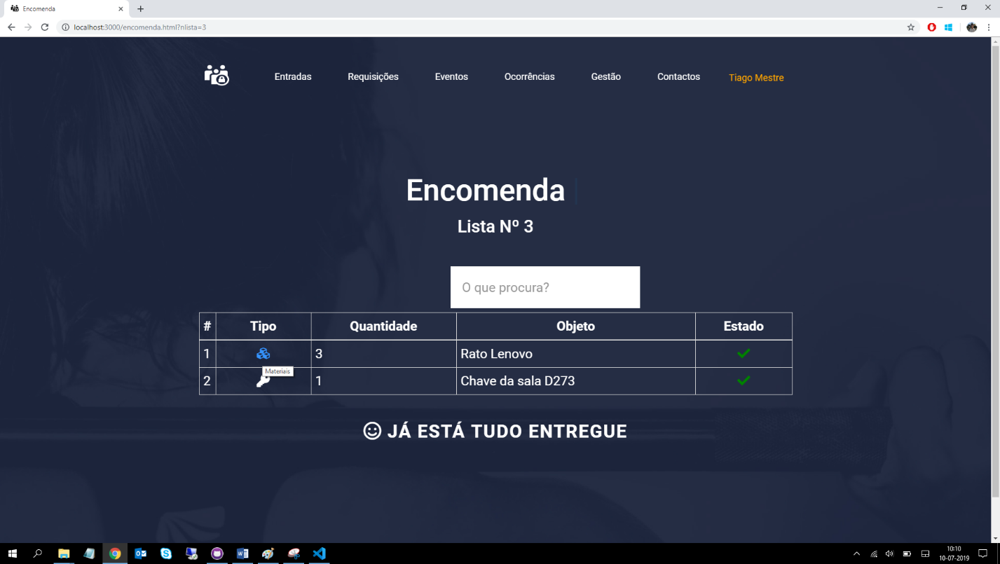 Encomenda
localhost:3000/encomenda.html?nlista=3
Entradas Requisições Eventos Ocorrências Gestão Contactos Tiago Mestre
Encomenda
Lista Nº 3
O que procura?
# Tipo Quantidade Objeto Estado
1 3 Rato Lenovo
Materiais
2 1 Chave da sala D273
JÁ ESTÁ TUDO ENTREGUE
10:10
10-07-2019